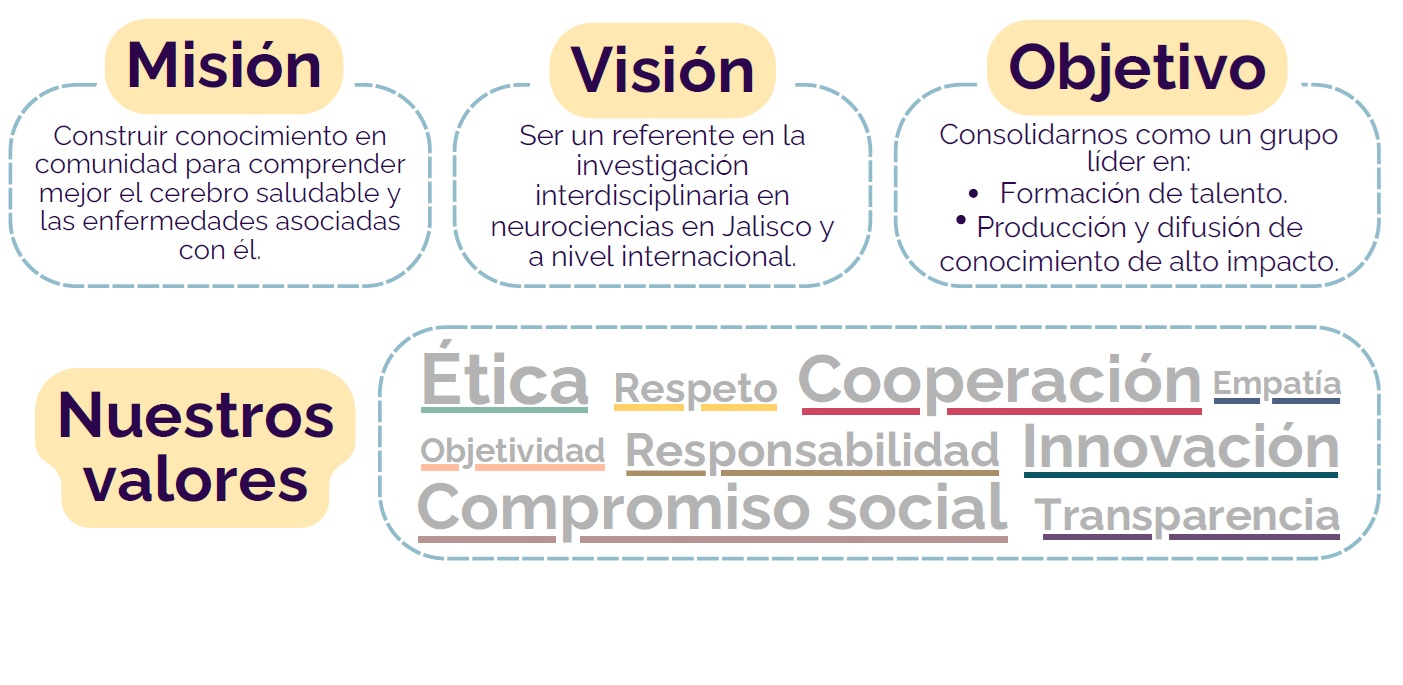 Misión
Construir conocimiento en
comunidad para comprender
mejor el cerebro saludable y
las enfermedades asociadas
con él.
Visión
Ser un referente en la
investigación
interdisciplinaria en
neurociencias en Jalisco y
a nivel internacional.
Objetivo
Consolidarnos como un grupo
líder en:
• Formación de talento.
• Producción y difusión de
conocimiento de alto impacto.
Nuestros
valores
Ética Respeto Cooperación Empatía
Objetividad Responsabilidad Innovación
Compromiso social Transparencia